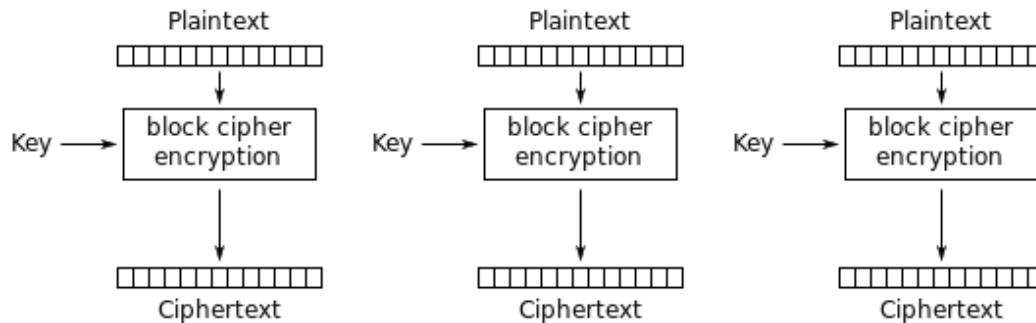 Plaintext Plaintext Plaintext
block cipher block cipher block cipher
Key Key Key
encryption encryption encryption
Ciphertext Ciphertext Ciphertext